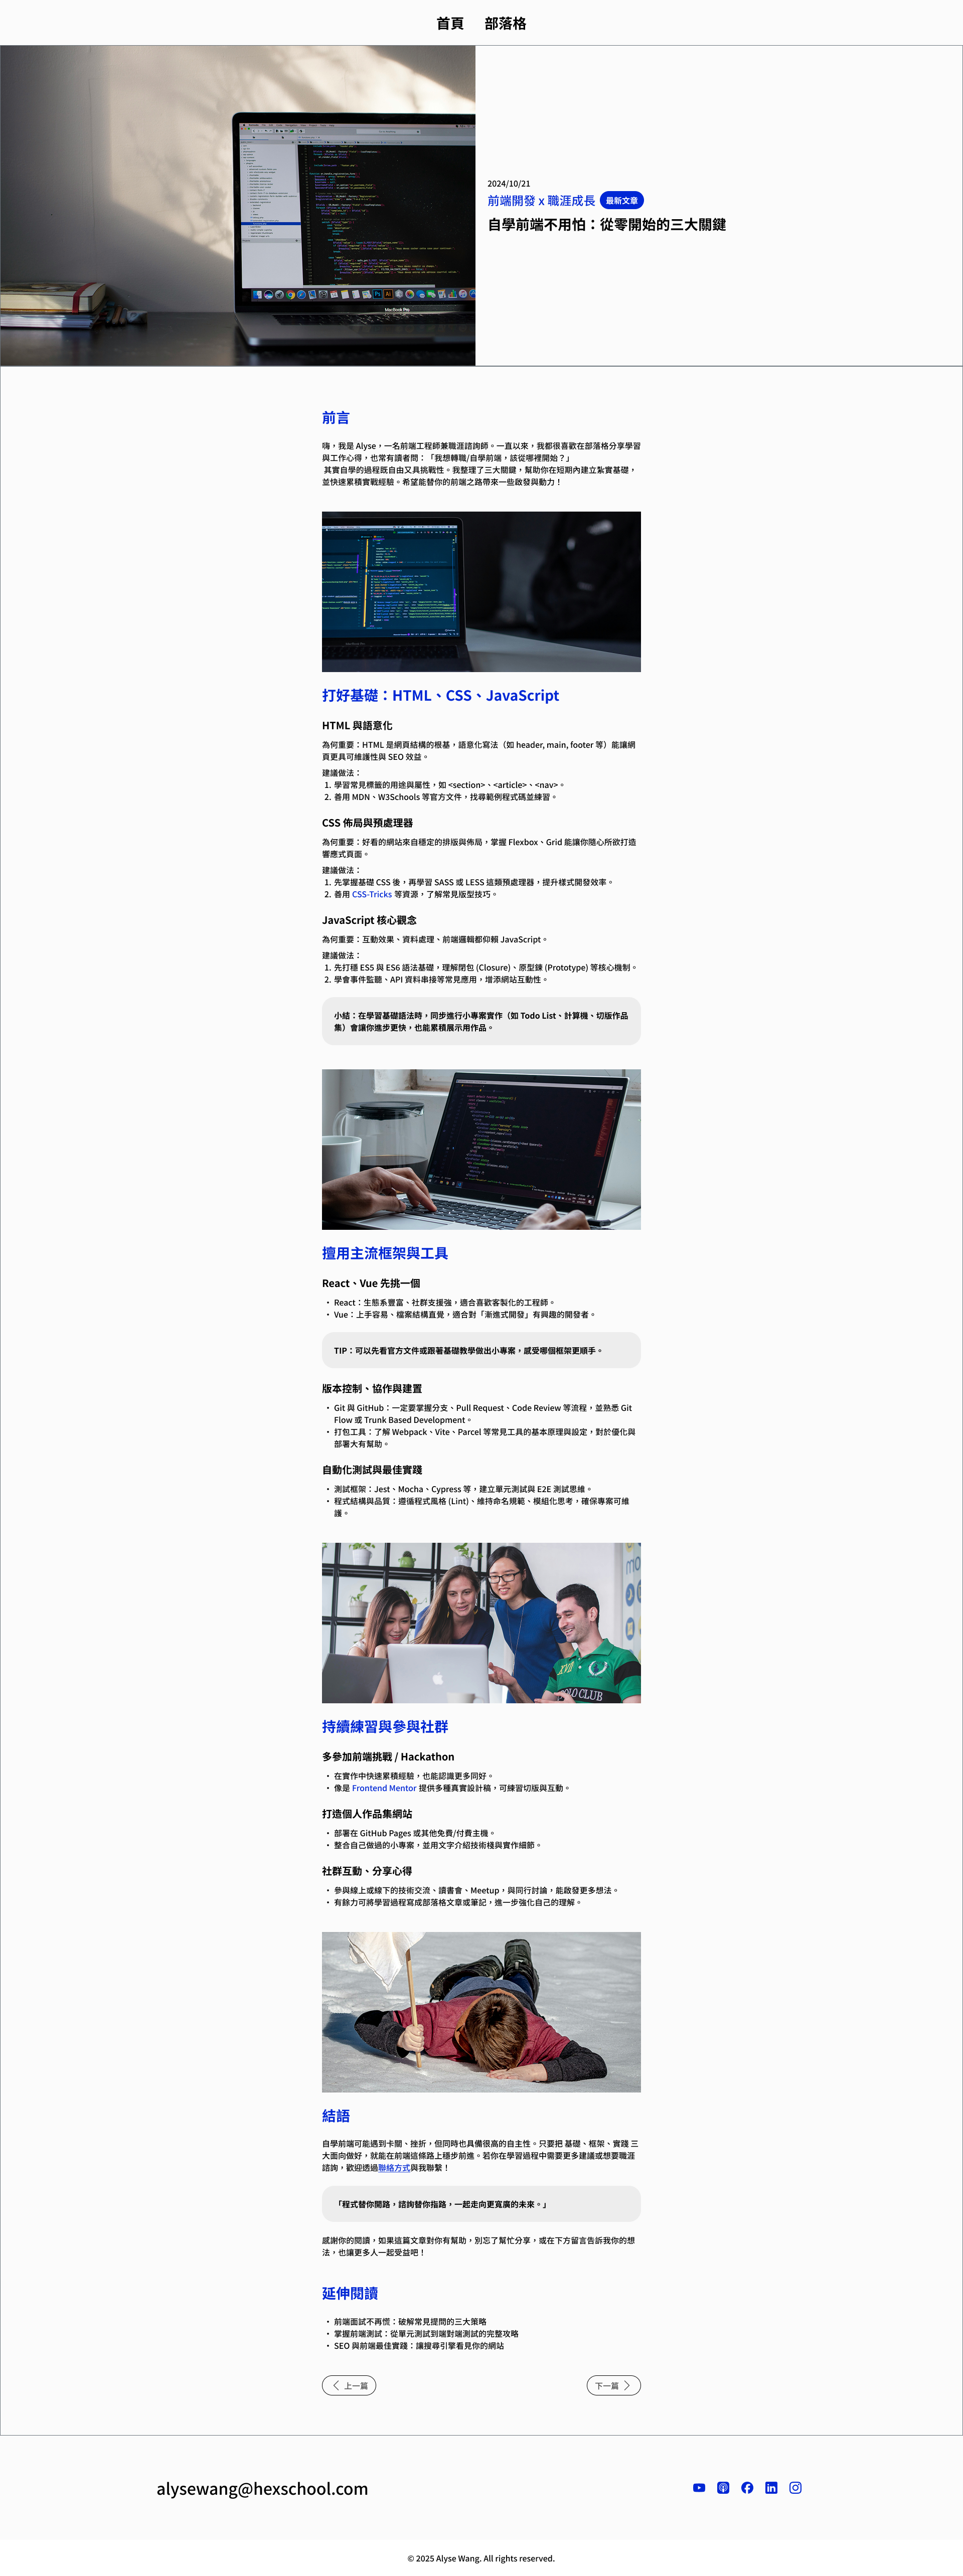 首頁 部落格
2024/10/21
前端開發 x 職涯成長 最新文章
自學前端不用怕：從零開始的三大關鍵
MacBook Pro
前言
嗨，我是 Alyse，一名前端工程師兼職涯諮詢師。一直以來，我都很喜歡在部落格分享學習
與工作心得，也常有讀者問：「我想轉職/自學前端，該從哪裡開始？」
其實自學的過程既自由又具挑戰性。我整理了三大關鍵，幫助你在短期內建立紮實基礎，
並快速累積實戰經驗。希望能替你的前端之路帶來一些啟發與動力！
打好基礎：HTML、CSS、JavaScript
HTML 與語意化
為何重要：HTML 是網頁結構的根基，語意化寫法（如 header, main, footer 等）能讓網
頁更具可維護性與 SEO 效益。
建議做法：
1. 學習常見標籤的用途與屬性，如 <section>、<article>、<nav>。
2. 善用 MDN、W3Schools 等官方文件，找尋範例程式碼並練習。
CSS 佈局與預處理器
為何重要：好看的網站來自穩定的排版與佈局，掌握 Flexbox、Grid 能讓你隨心所欲打造
響應式頁面。
建議做法：
1. 先掌握基礎 CSS 後，再學習 SASS 或 LESS 這類預處理器，提升樣式開發效率。
2. 善用 CSS-Tricks 等資源，了解常見版型技巧。
JavaScript 核心觀念
為何重要：互動效果、資料處理、前端邏輯都仰賴 JavaScript。
建議做法：
1. 先打穩 ES5 與 ES6 語法基礎，理解閉包 (Closure)、原型鍊 (Prototype) 等核心機制。
2. 學會事件監聽、API 資料串接等常見應用，增添網站互動性。
小結：在學習基礎語法時，同步進行小專案實作（如 Todo List、計算機、切版作品
集）會讓你進步更快，也能累積展示用作品。
擅用主流框架與工具
React、Vue 先挑一個
• React：生態系豐富、社群支援強，適合喜歡客製化的工程師。
• Vue：上手容易、檔案結構直覺，適合對「漸進式開發」有興趣的開發者。
TIP：可以先看官方文件或跟著基礎教學做出小專案，感受哪個框架更順手。
版本控制、協作與建置
• Git 與 GitHub：一定要掌握分支、Pull Request、Code Review 等流程，並熟悉 Git
Flow 或 Trunk Based Development。
• 打包工具：了解 Webpack、Vite、Parcel 等常見工具的基本原理與設定，對於優化與
部署大有幫助。
自動化測試與最佳實踐
• 測試框架：Jest、Mocha、Cypress 等，建立單元測試與 E2E 測試思維。
• 程式結構與品質：遵循程式風格 (Lint)、維持命名規範、模組化思考，確保專案可維
護。
POLO CLUB
持續練習與參與社群
多參加前端挑戰 / Hackathon
• 在實作中快速累積經驗，也能認識更多同好。
• 像是 Frontend Mentor 提供多種真實設計稿，可練習切版與互動。
打造個人作品集網站
• 部署在 GitHub Pages 或其他免費/付費主機。
• 整合自己做過的小專案，並用文字介紹技術棧與實作細節。
社群互動、分享心得
• 參與線上或線下的技術交流、讀書會、Meetup，與同行討論，能啟發更多想法。
• 有餘力可將學習過程寫成部落格文章或筆記，進一步強化自己的理解。
結語
自學前端可能遇到卡關、挫折，但同時也具備很高的自主性。只要把 基礎、框架、實踐 三
大面向做好，就能在前端這條路上穩步前進。若你在學習過程中需要更多建議或想要職涯
諮詢，歡迎透過聯絡方式與我聯繫！
「程式替你開路，諮詢替你指路，一起走向更寬廣的未來。」
感謝你的閱讀，如果這篇文章對你有幫助，別忘了幫忙分享，或在下方留言告訴我你的想
法，也讓更多人一起受益吧！
延伸閱讀
• 前端面試不再慌：破解常見提問的三大策略
• 掌握前端測試：從單元測試到端對端測試的完整攻略
• SEO 與前端最佳實踐：讓搜尋引擎看見你的網站
上一篇 下一篇
alysewang@hexschool.com
© 2025 Alyse Wang. All rights reserved.